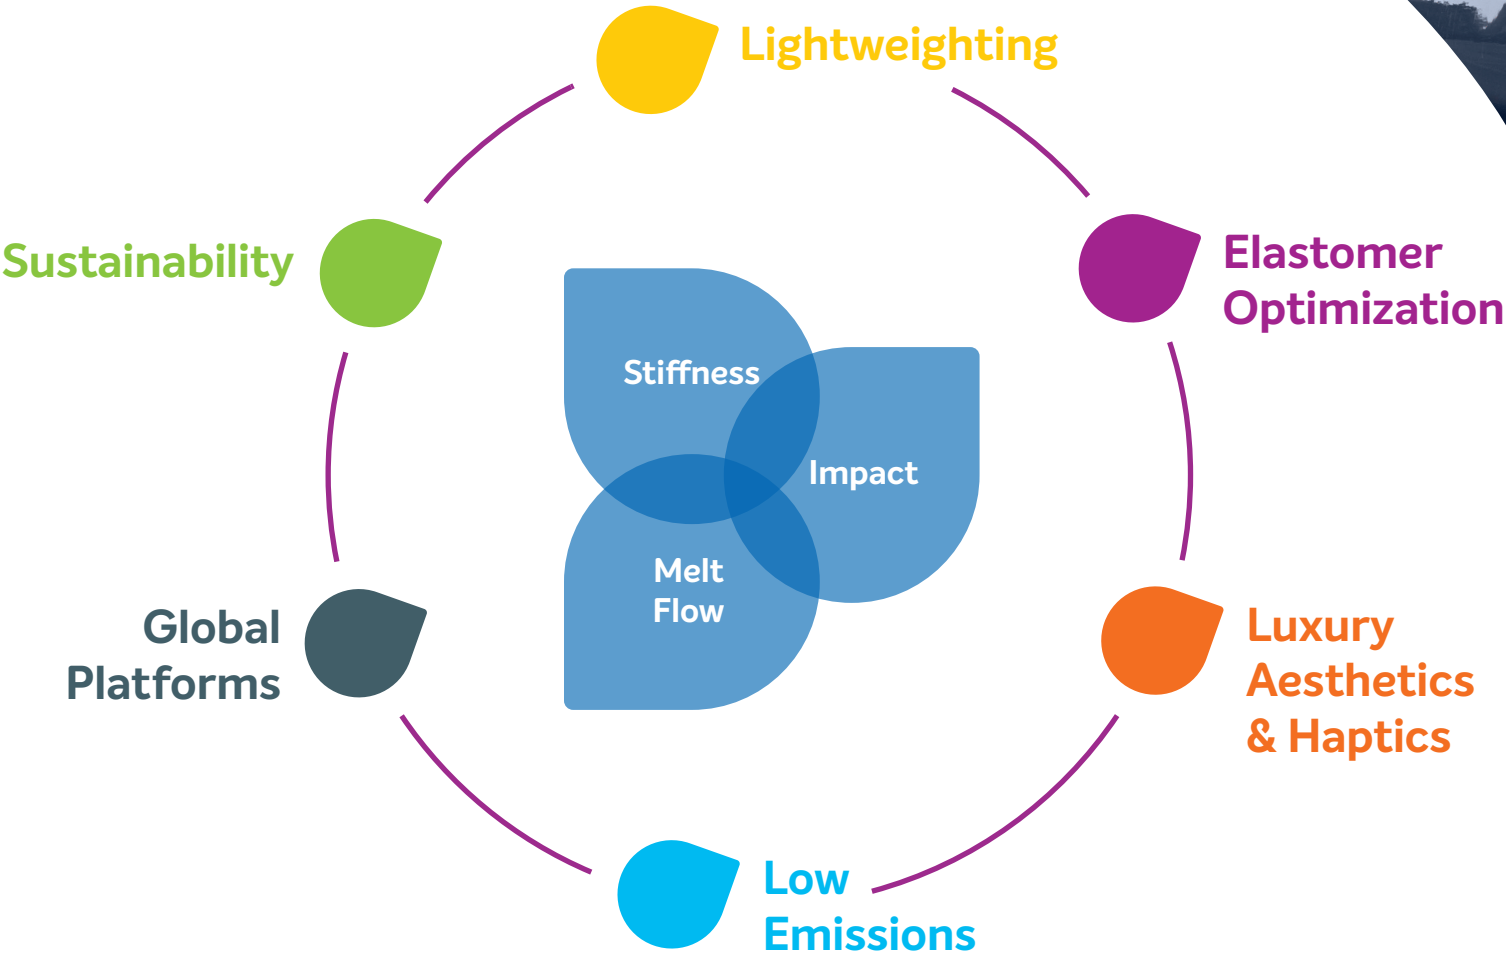 Lightweighting
Elastomer
Optimization
Sustainability
Stiffness
Impact
Melt
Flow
Global
Platforms
Luxury
Aesthetics
& Haptics
Low
Emissions